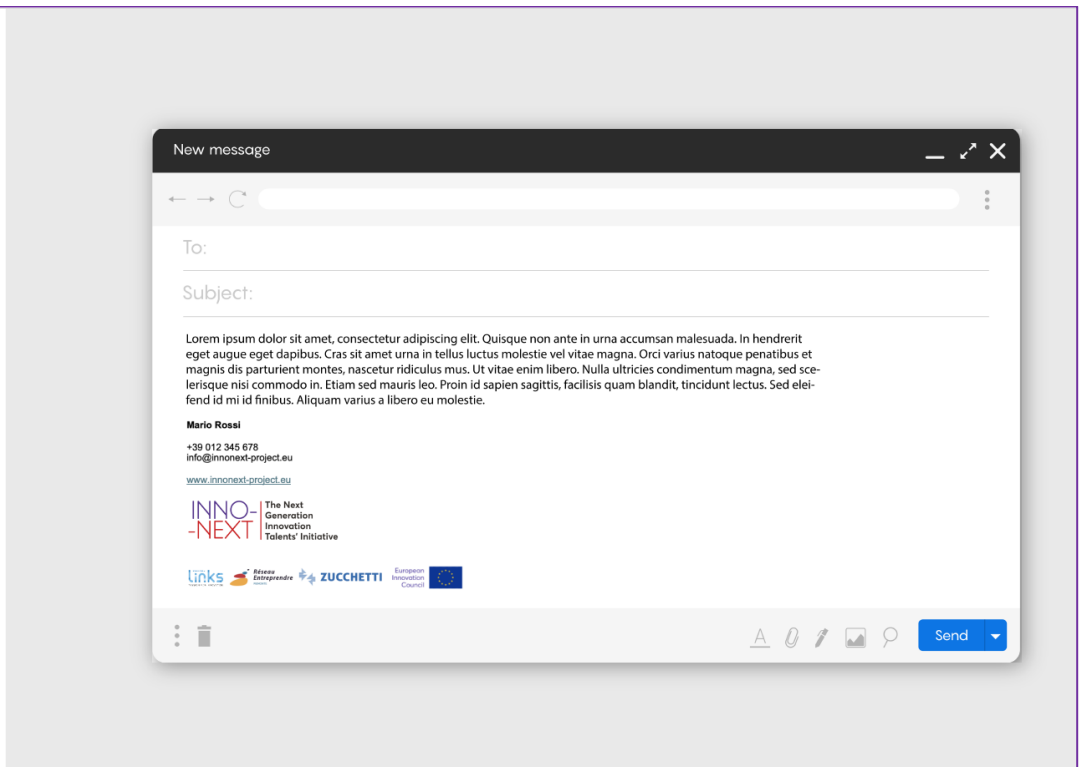 New message
To:
Subject:
Lorem ipsum dolor sit amet, consectetur adipiscing elit. Quisque non ante in urna accumsan malesuada. In hendrerit
eget augue eget dapibus. Cras sit amet urna in tellus luctus molestie vel vitae magna. Orci varius natoque penatibus et
magnis dis parturient montes, nascetur ridiculus mus. Ut vitae enim libero. Nulla ultricies condimentum magna, sed sce-
lerisque nisi commodo in. Etiam sed mauris leo. Proin id sapien sagittis, facilisis quam blandit, tincidunt lectus. Sed elei-
fend id mi id finibus. Aliquam varius a libero eu molestie.
Mario Rossi
+39 012 345 678
info@innonext-project.eu
www.innonext-project.eu
INNO-
-NEXT
The Next
Generation
Innovation
Talents' Initiative
links
Réseau
Entreprendre
ZUCCHETTI
European
Innovation
Council
A
Send